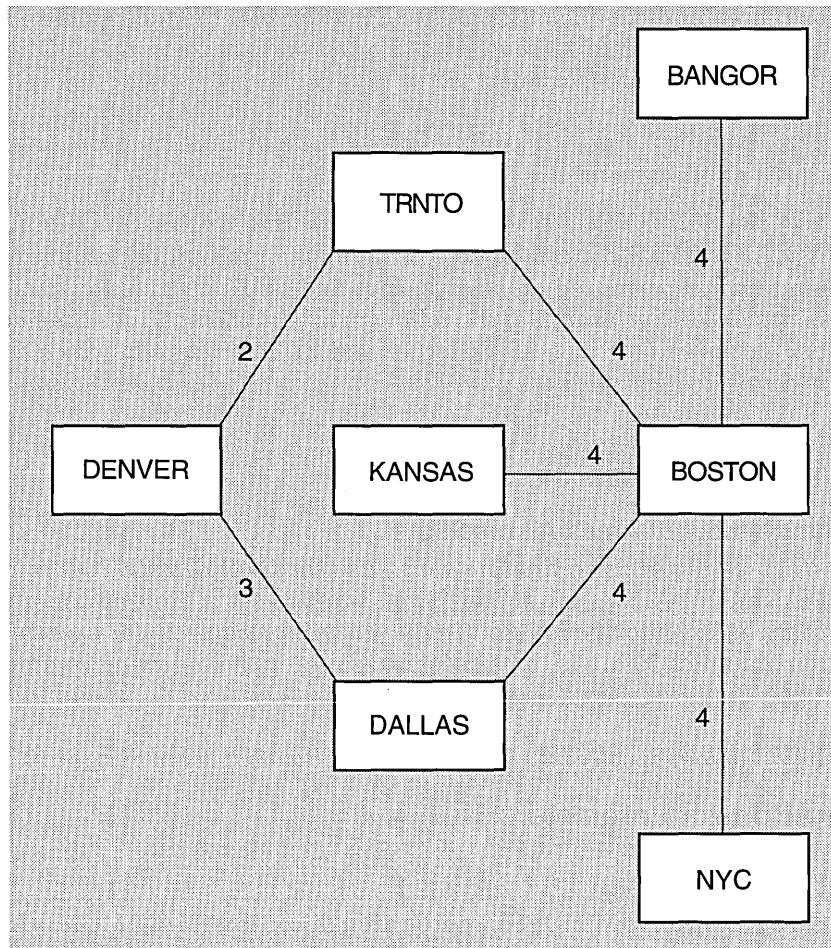 BANGOR
TRNTO
4
2
4
DENVER
KANSAS
4
BOSTON
3
4
DALLAS
4
NYC